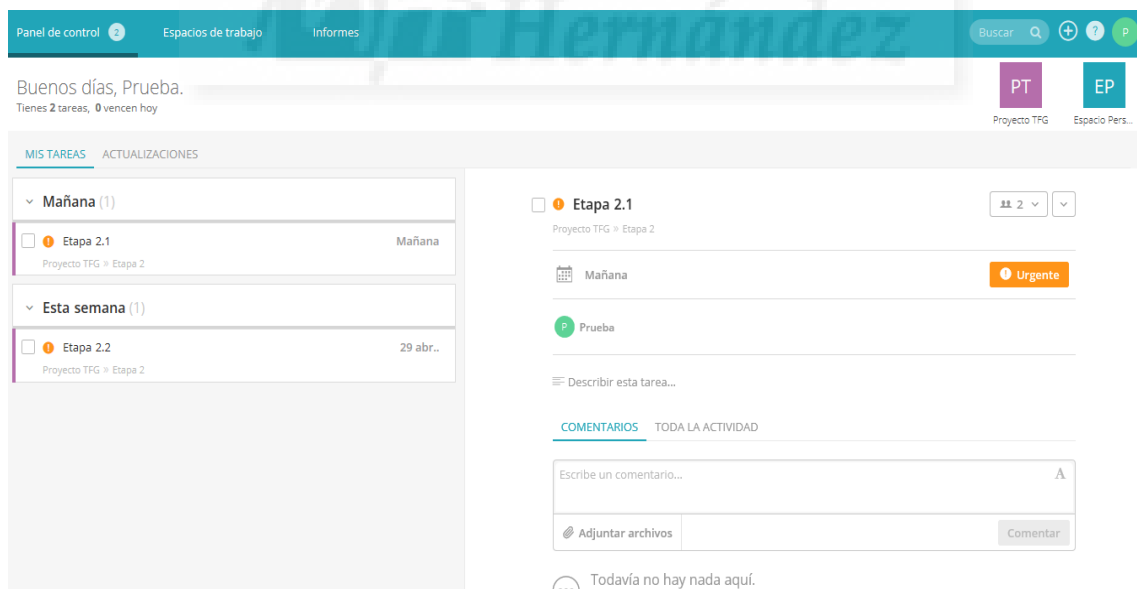 Hernández
Panel de control 2 Espacios de trabajo Informes Buscar
Buenos días, Prueba.
Tienes 2 tareas, 0 vencen hoy
PT EP
Proyecto TFG Espacio Pers...
MIS TAREAS ACTUALIZACIONES
Mañana (1)
Etapa 2.1 Mañana
Proyecto TFG » Etapa 2
Esta semana (1)
Etapa 2.2 29 abr..
Proyecto TFG » Etapa 2
Etapa 2.1 2
Proyecto TFG » Etapa 2
Mañana Urgente
P Prueba
Describir esta tarea...
COMENTARIOS TODA LA ACTIVIDAD
Escribe un comentario... A
Adjuntar archivos Comentar
Todavía no hay nada aquí.